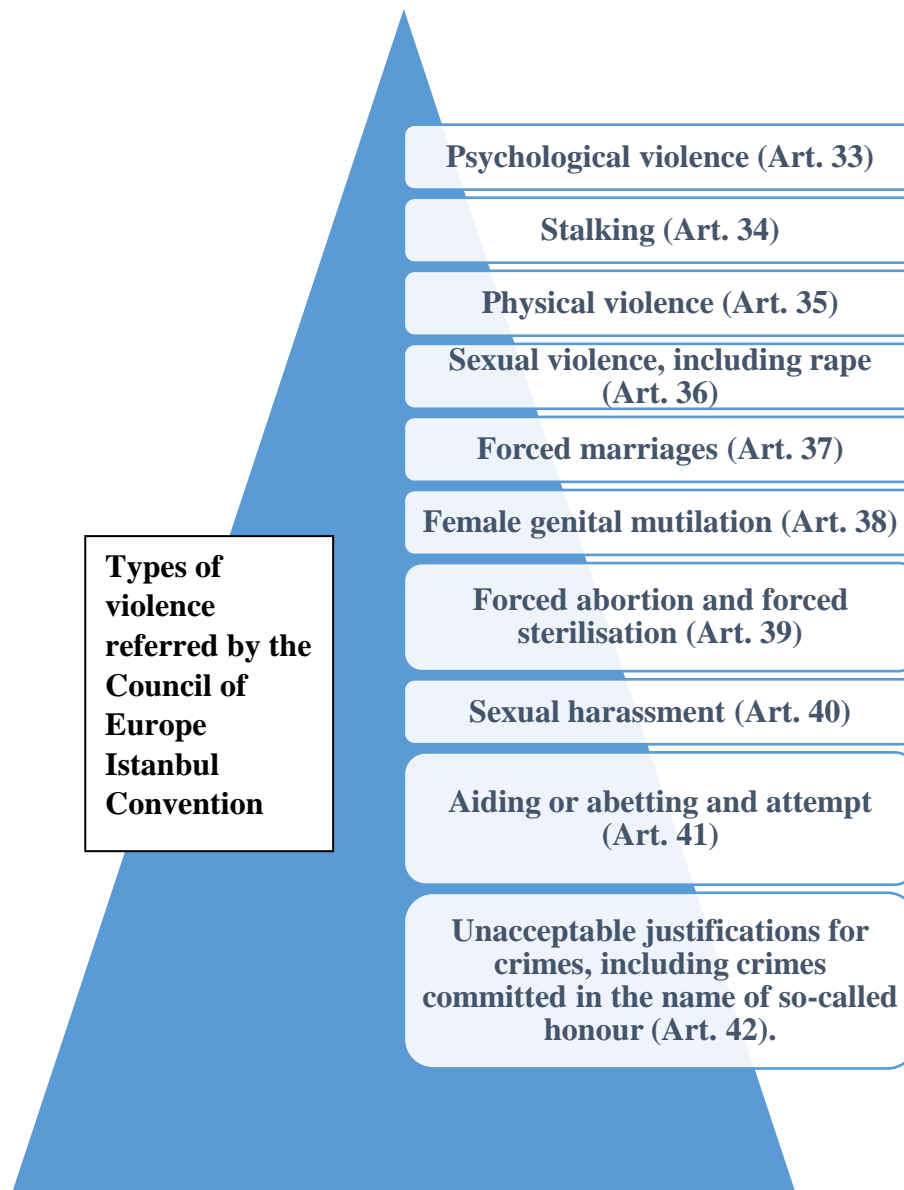 Psychological violence (Art. 33)
Stalking (Art. 34)
Physical violence (Art. 35)
Sexual violence, including rape
(Art. 36)
Forced marriages (Art. 37)
Female genital mutilation (Art. 38)
Forced abortion and forced
sterilisation (Art. 39)
Sexual harassment (Art. 40)
Aiding or abetting and attempt
(Art. 41)
Unacceptable justifications for
crimes, including crimes
committed in the name of so-called
honour (Art. 42).
Types of
violence
referred by the
Council of
Europe
Istanbul
Convention